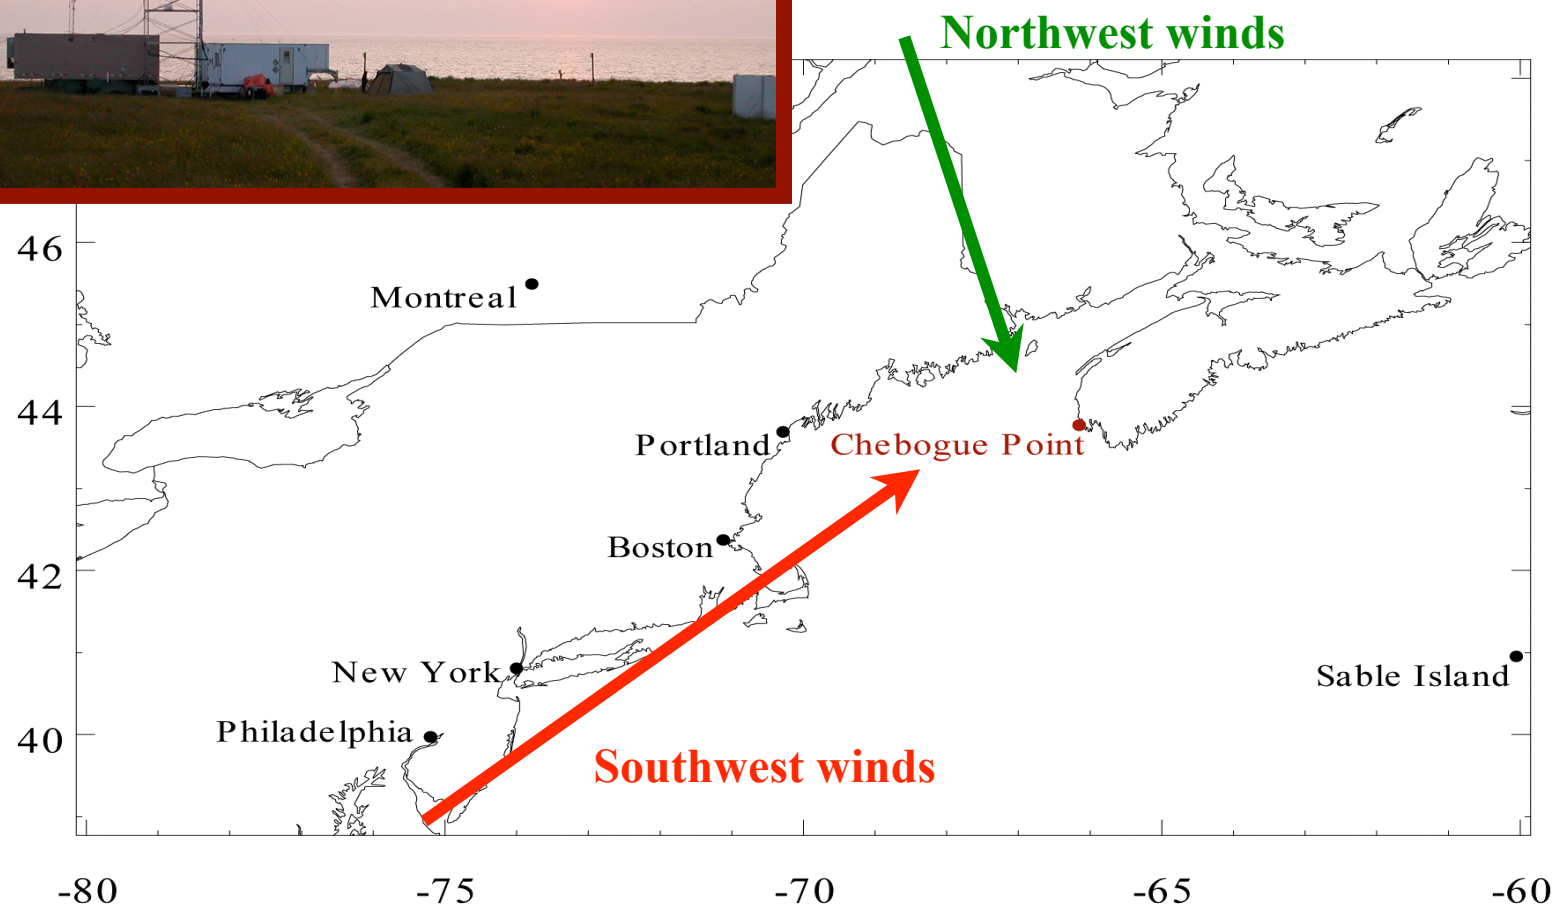 Northwest winds
46
Montreal
44
Portland
Chebogue Point
Boston
42
New York
Sable Island
Philadelphia
40
Southwest winds
-80
-75
-70
-65
-60